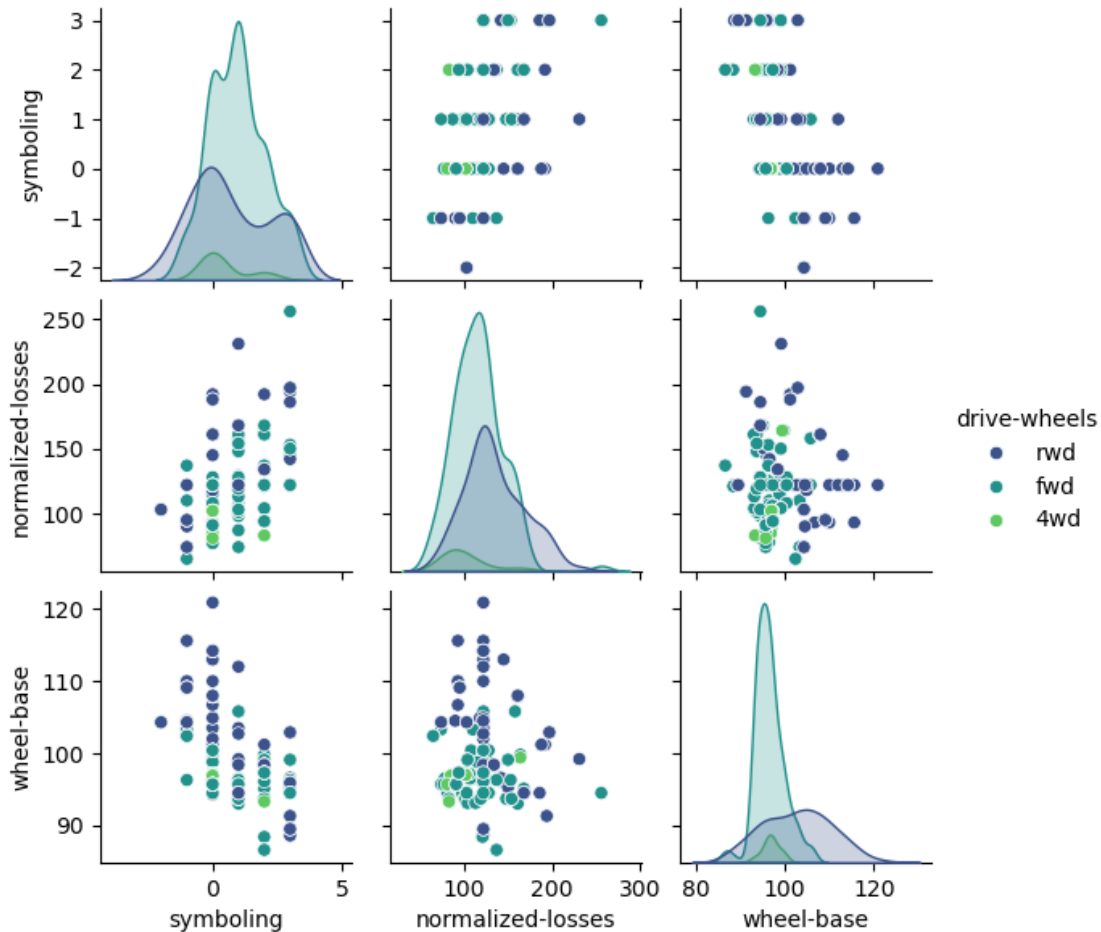 symboling
3
2
1
0
−1
−2
normalized-losses
250
200
150
100
wheel-base
120
110
100
90
0 5
symboling
100 200 300
normalized-losses
80 100 120
wheel-base
drive-wheels
rwd
fwd
4wd